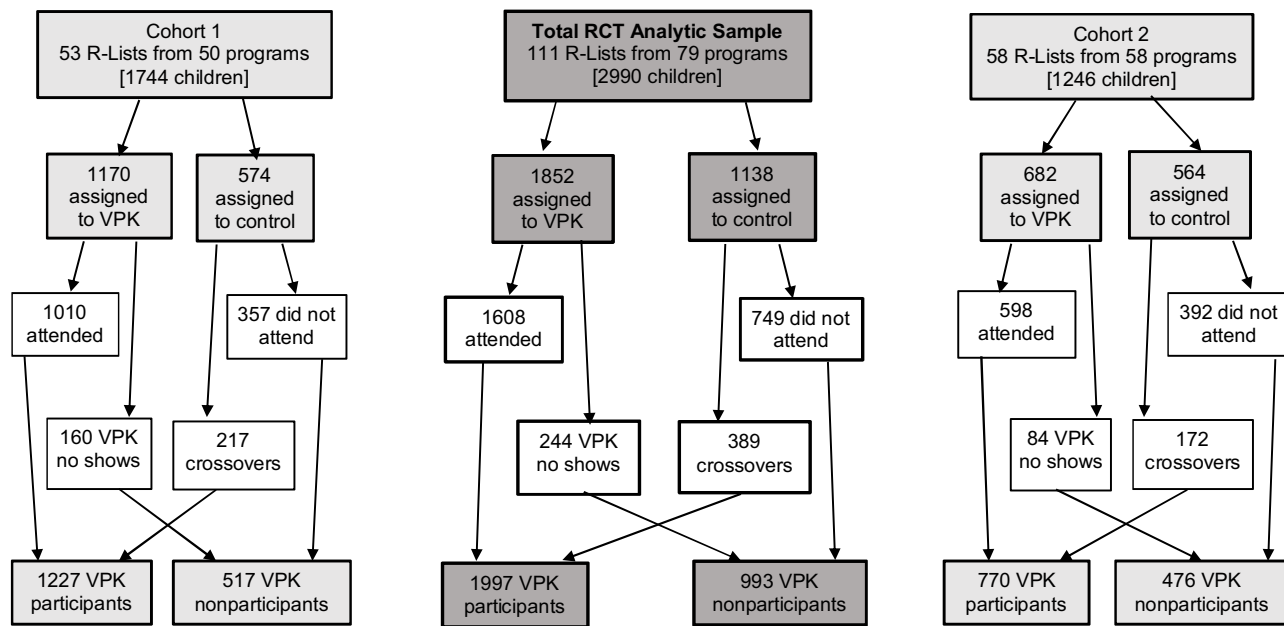 Cohort 1
53 R-Lists from 50 programs
[1744 children]
1170
assigned
to VPK
574
assigned
to control
1010
attended
357 did not
attend
160 VPK
no shows
217
crossovers
1227 VPK
participants
517 VPK
nonparticipants
Total RCT Analytic Sample
111 R-Lists from 79 programs
[2990 children]
1852
assigned
to VPK
1138
assigned
to control
1608
attended
749 did not
attend
244 VPK
no shows
389
crossovers
1997 VPK
participants
993 VPK
nonparticipants
Cohort 2
58 R-Lists from 58 programs
[1246 children]
682
assigned
to VPK
564
assigned
to control
598
attended
392 did not
attend
84 VPK
no shows
172
crossovers
770 VPK
participants
476 VPK
nonparticipants